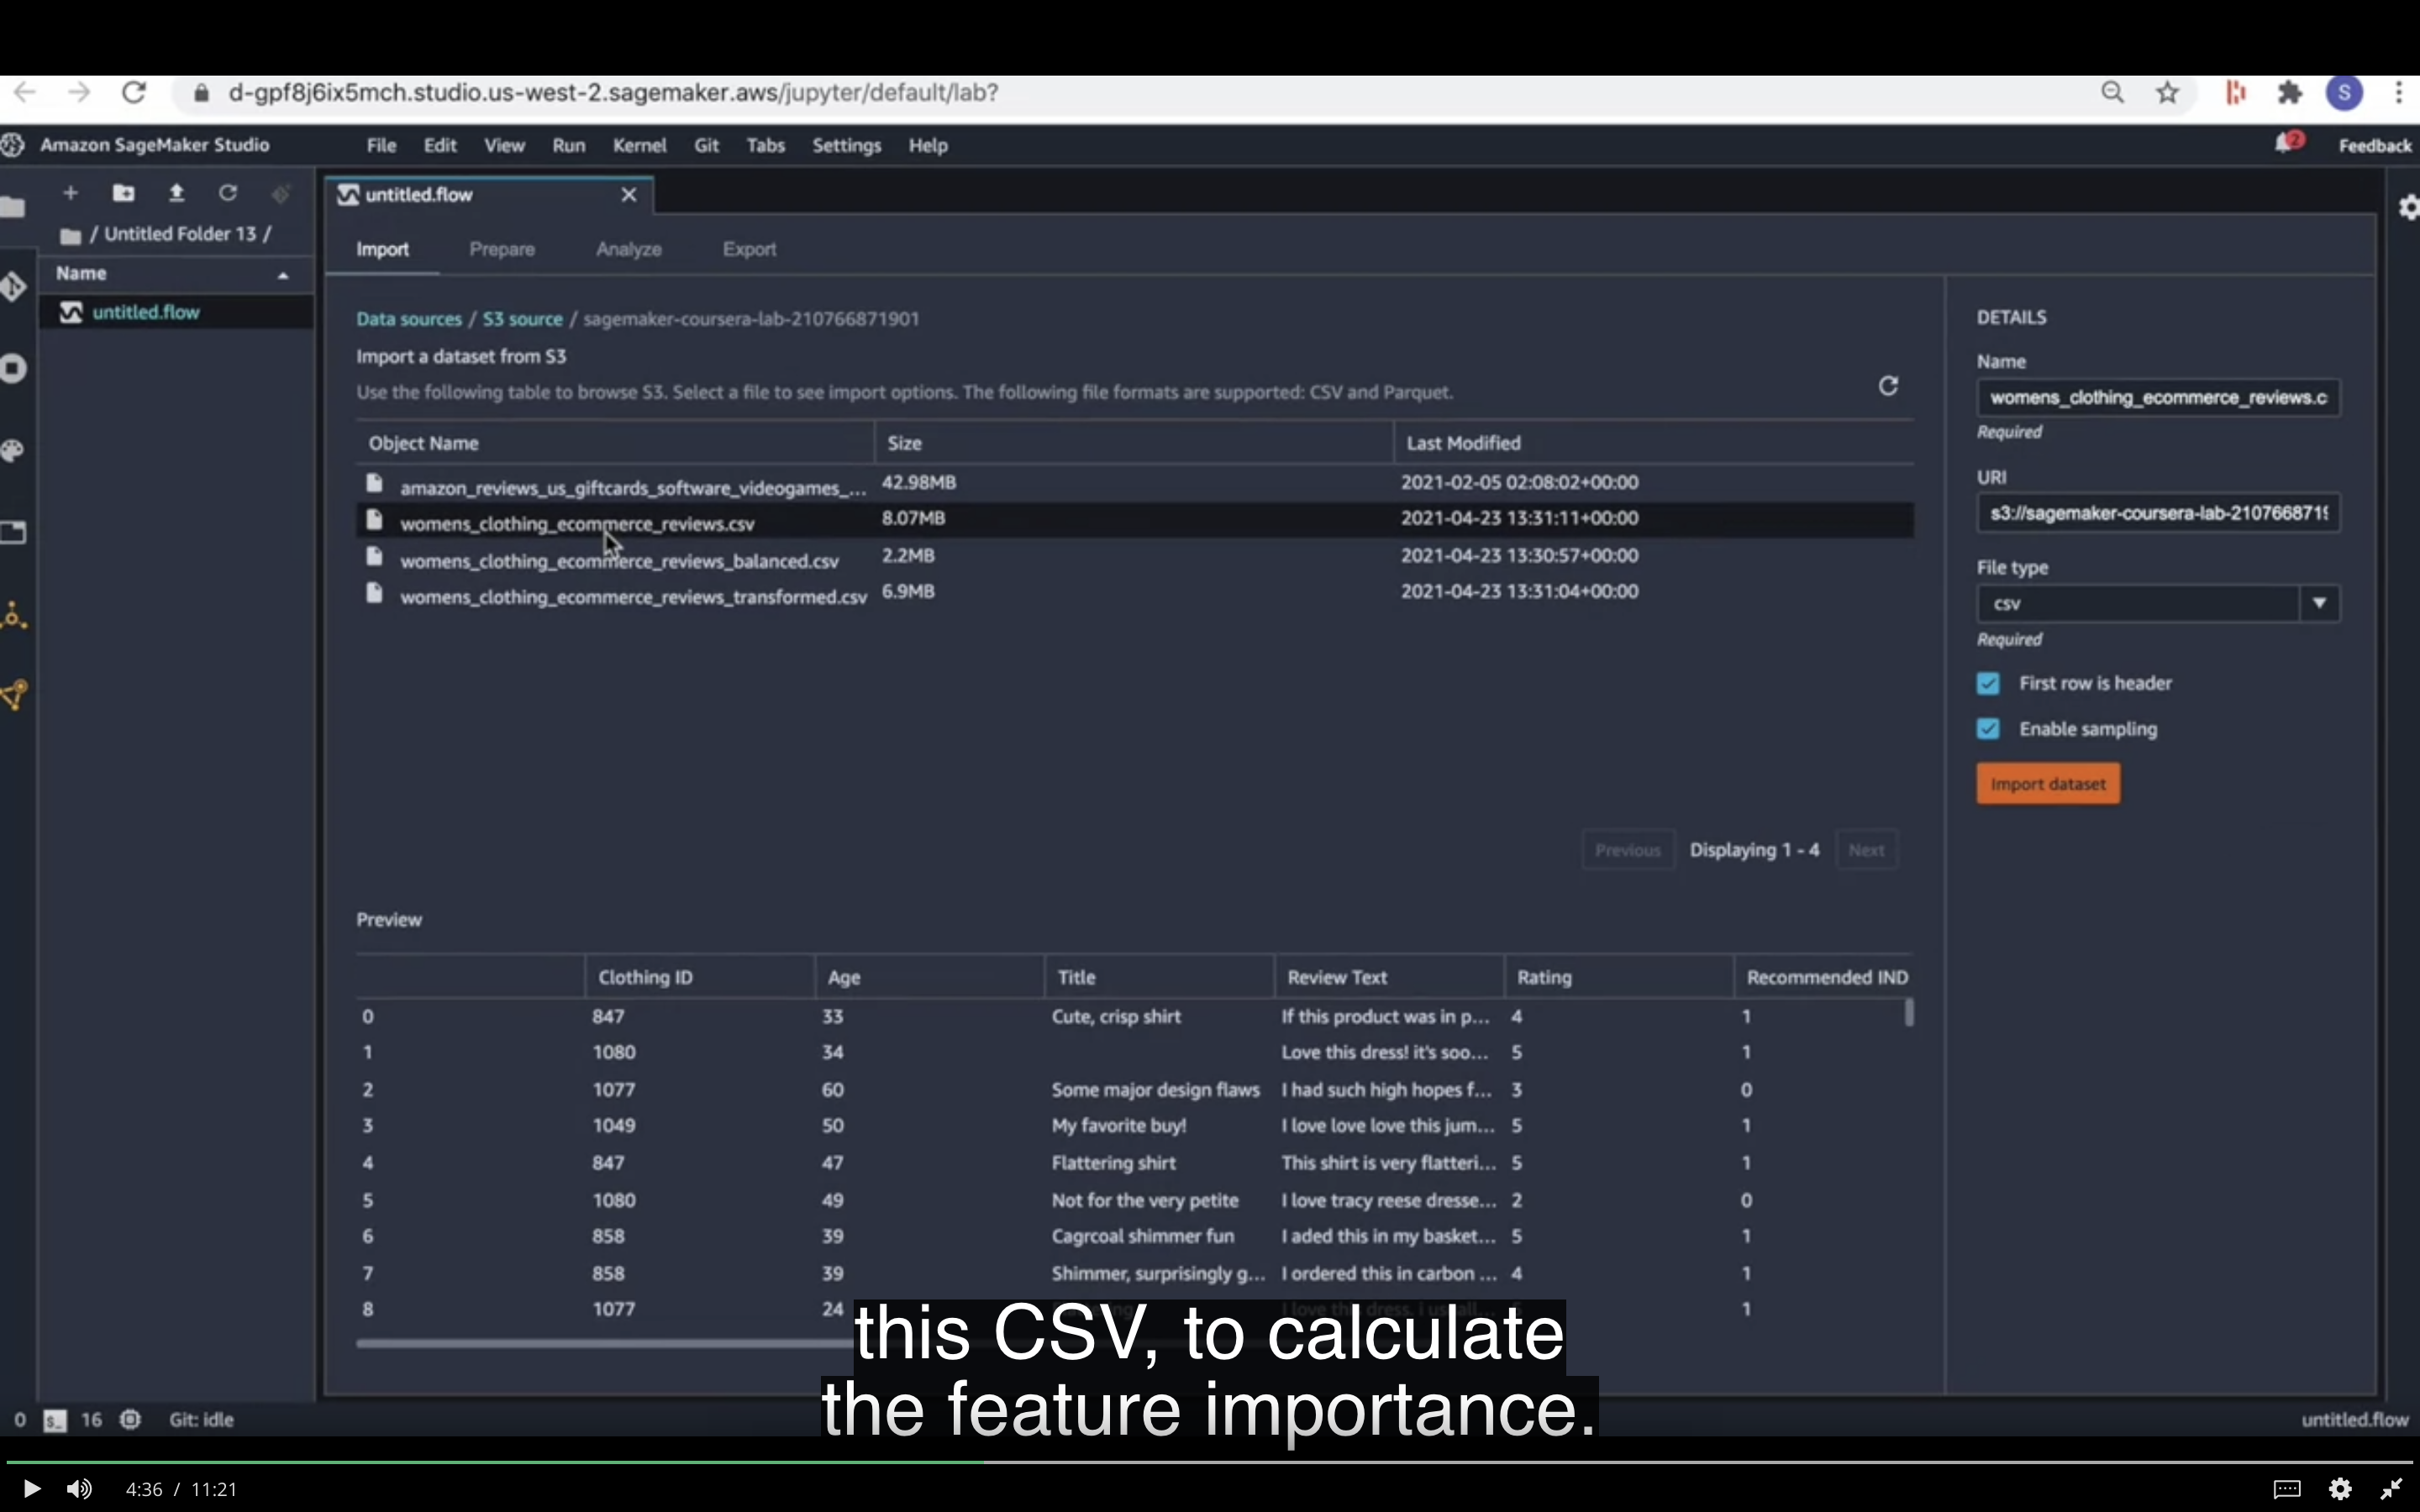 d-gpf8j6ix5mch.studio.us-west-2.sagemaker.aws/jupyter/default/lab?
S
Amazon SageMaker Studio File Edit View Run Kernel Git Tabs Settings Help 2 Feedback
untitled.flow
/ Untitled Folder 13 /
Import Prepare Analyze Export
Name
untitled.flow
Data sources / S3 source / sagemaker-coursera-lab-210766871901
Import a dataset from S3
Use the following table to browse S3. Select a file to see import options. The following file formats are supported: CSV and Parquet.
Object Name Size Last Modified
amazon_reviews_us_giftcards_software_videogames_... 42.98MB 2021-02-05 02:08:02+00:00
womens_clothing_ecommerce_reviews.csv 8.07MB 2021-04-23 13:31:11+00:00
womens_clothing_ecommerce_reviews_balanced.csv 2.2MB 2021-04-23 13:30:57+00:00
womens_clothing_ecommerce_reviews_transformed.csv 6.9MB 2021-04-23 13:31:04+00:00
Previous Displaying 1 - 4 Next
DETAILS
Name
womens_clothing_ecommerce_reviews.c
Required
URI
s3://sagemaker-coursera-lab-210766871
File type
csv
Required
First row is header
Enable sampling
Import dataset
Preview
Clothing ID Age Title Review Text Rating Recommended IND
0 847 33 Cute, crisp shirt If this product was in p... 4 1
1 1080 34 Love this dress! it's soo... 5 1
2 1077 60 Some major design flaws I had such high hopes f... 3 0
3 1049 50 My favorite buy! I love love love this jum... 5 1
4 847 47 Flattering shirt This shirt is very flatteri... 5 1
5 1080 49 Not for the very petite I love tracy reese dresse... 2 0
6 858 39 Cagrcoal shimmer fun I aded this in my basket... 5 1
7 858 39 Shimmer, surprisingly g... I ordered this in carbon ... 4 1
8 1077 24 1
this CSV, to calculate
the feature importance.
0 16 Git: idle untitled.flow
4:36 / 11:21